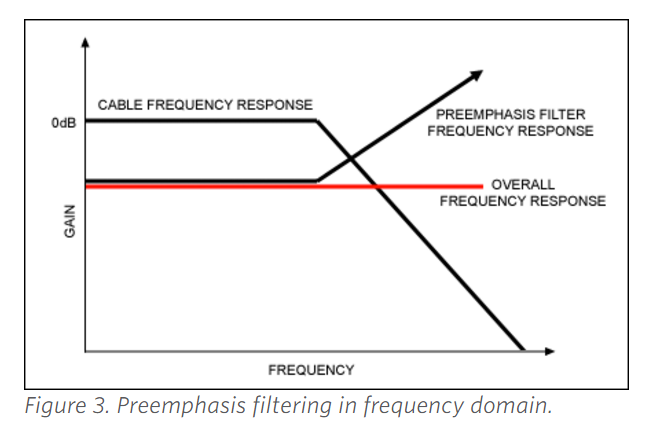 CABLE FREQUENCY RESPONSE
0dB
PREEMPHASIS FILTER
FREQUENCY RESPONSE
OVERALL
FREQUENCY RESPONSE
GAIN
FREQUENCY
Figure 3. Preemphasis filtering in frequency domain.